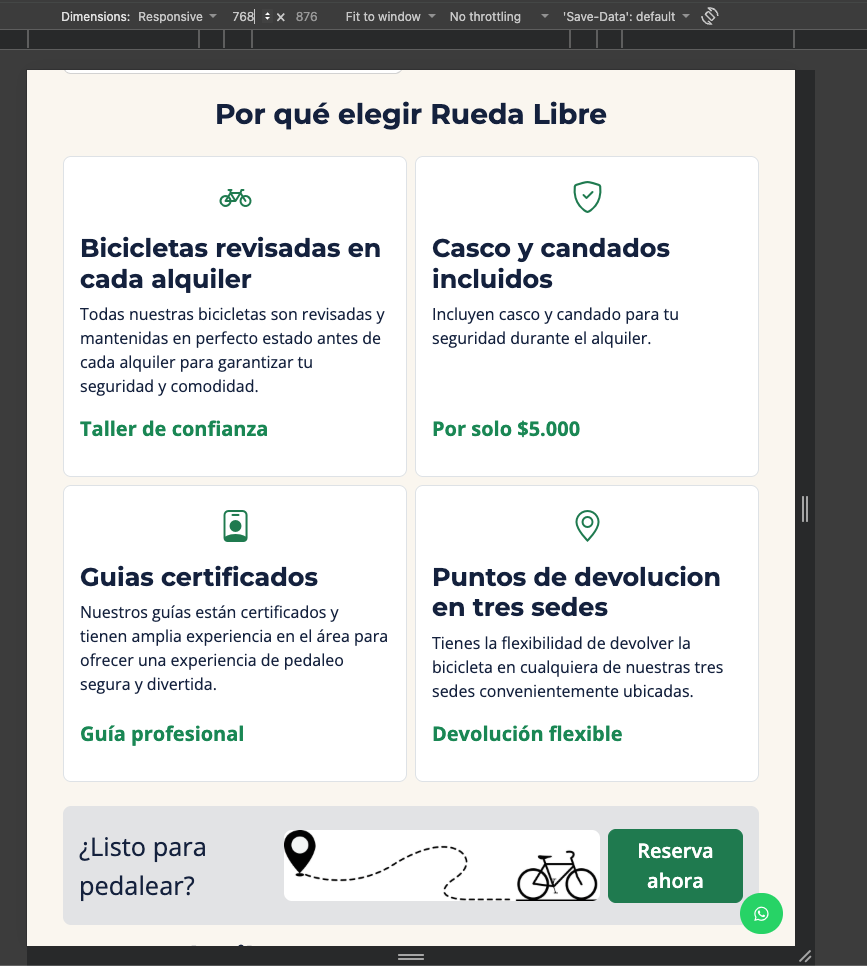 Dimensions: Responsive 768 x 876 Fit to window No throttling 'Save-Data': default
Por qué elegir Rueda Libre
Bicicletas revisadas en
cada alquiler
Todas nuestras bicicletas son revisadas y
mantenidas en perfecto estado antes de
cada alquiler para garantizar tu
seguridad y comodidad.
Taller de confianza
Casco y candados
incluidos
Incluyen casco y candado para tu
seguridad durante el alquiler.
Por solo $5.000
Guias certificados
Nuestros guías están certificados y
tienen amplia experiencia en el área para
ofrecer una experiencia de pedaleo
segura y divertida.
Guía profesional
Puntos de devolucion
en tres sedes
Tienes la flexibilidad de devolver la
bicicleta en cualquiera de nuestras tres
sedes convenientemente ubicadas.
Devolución flexible
¿Listo para
pedalear?
Reserva
ahora